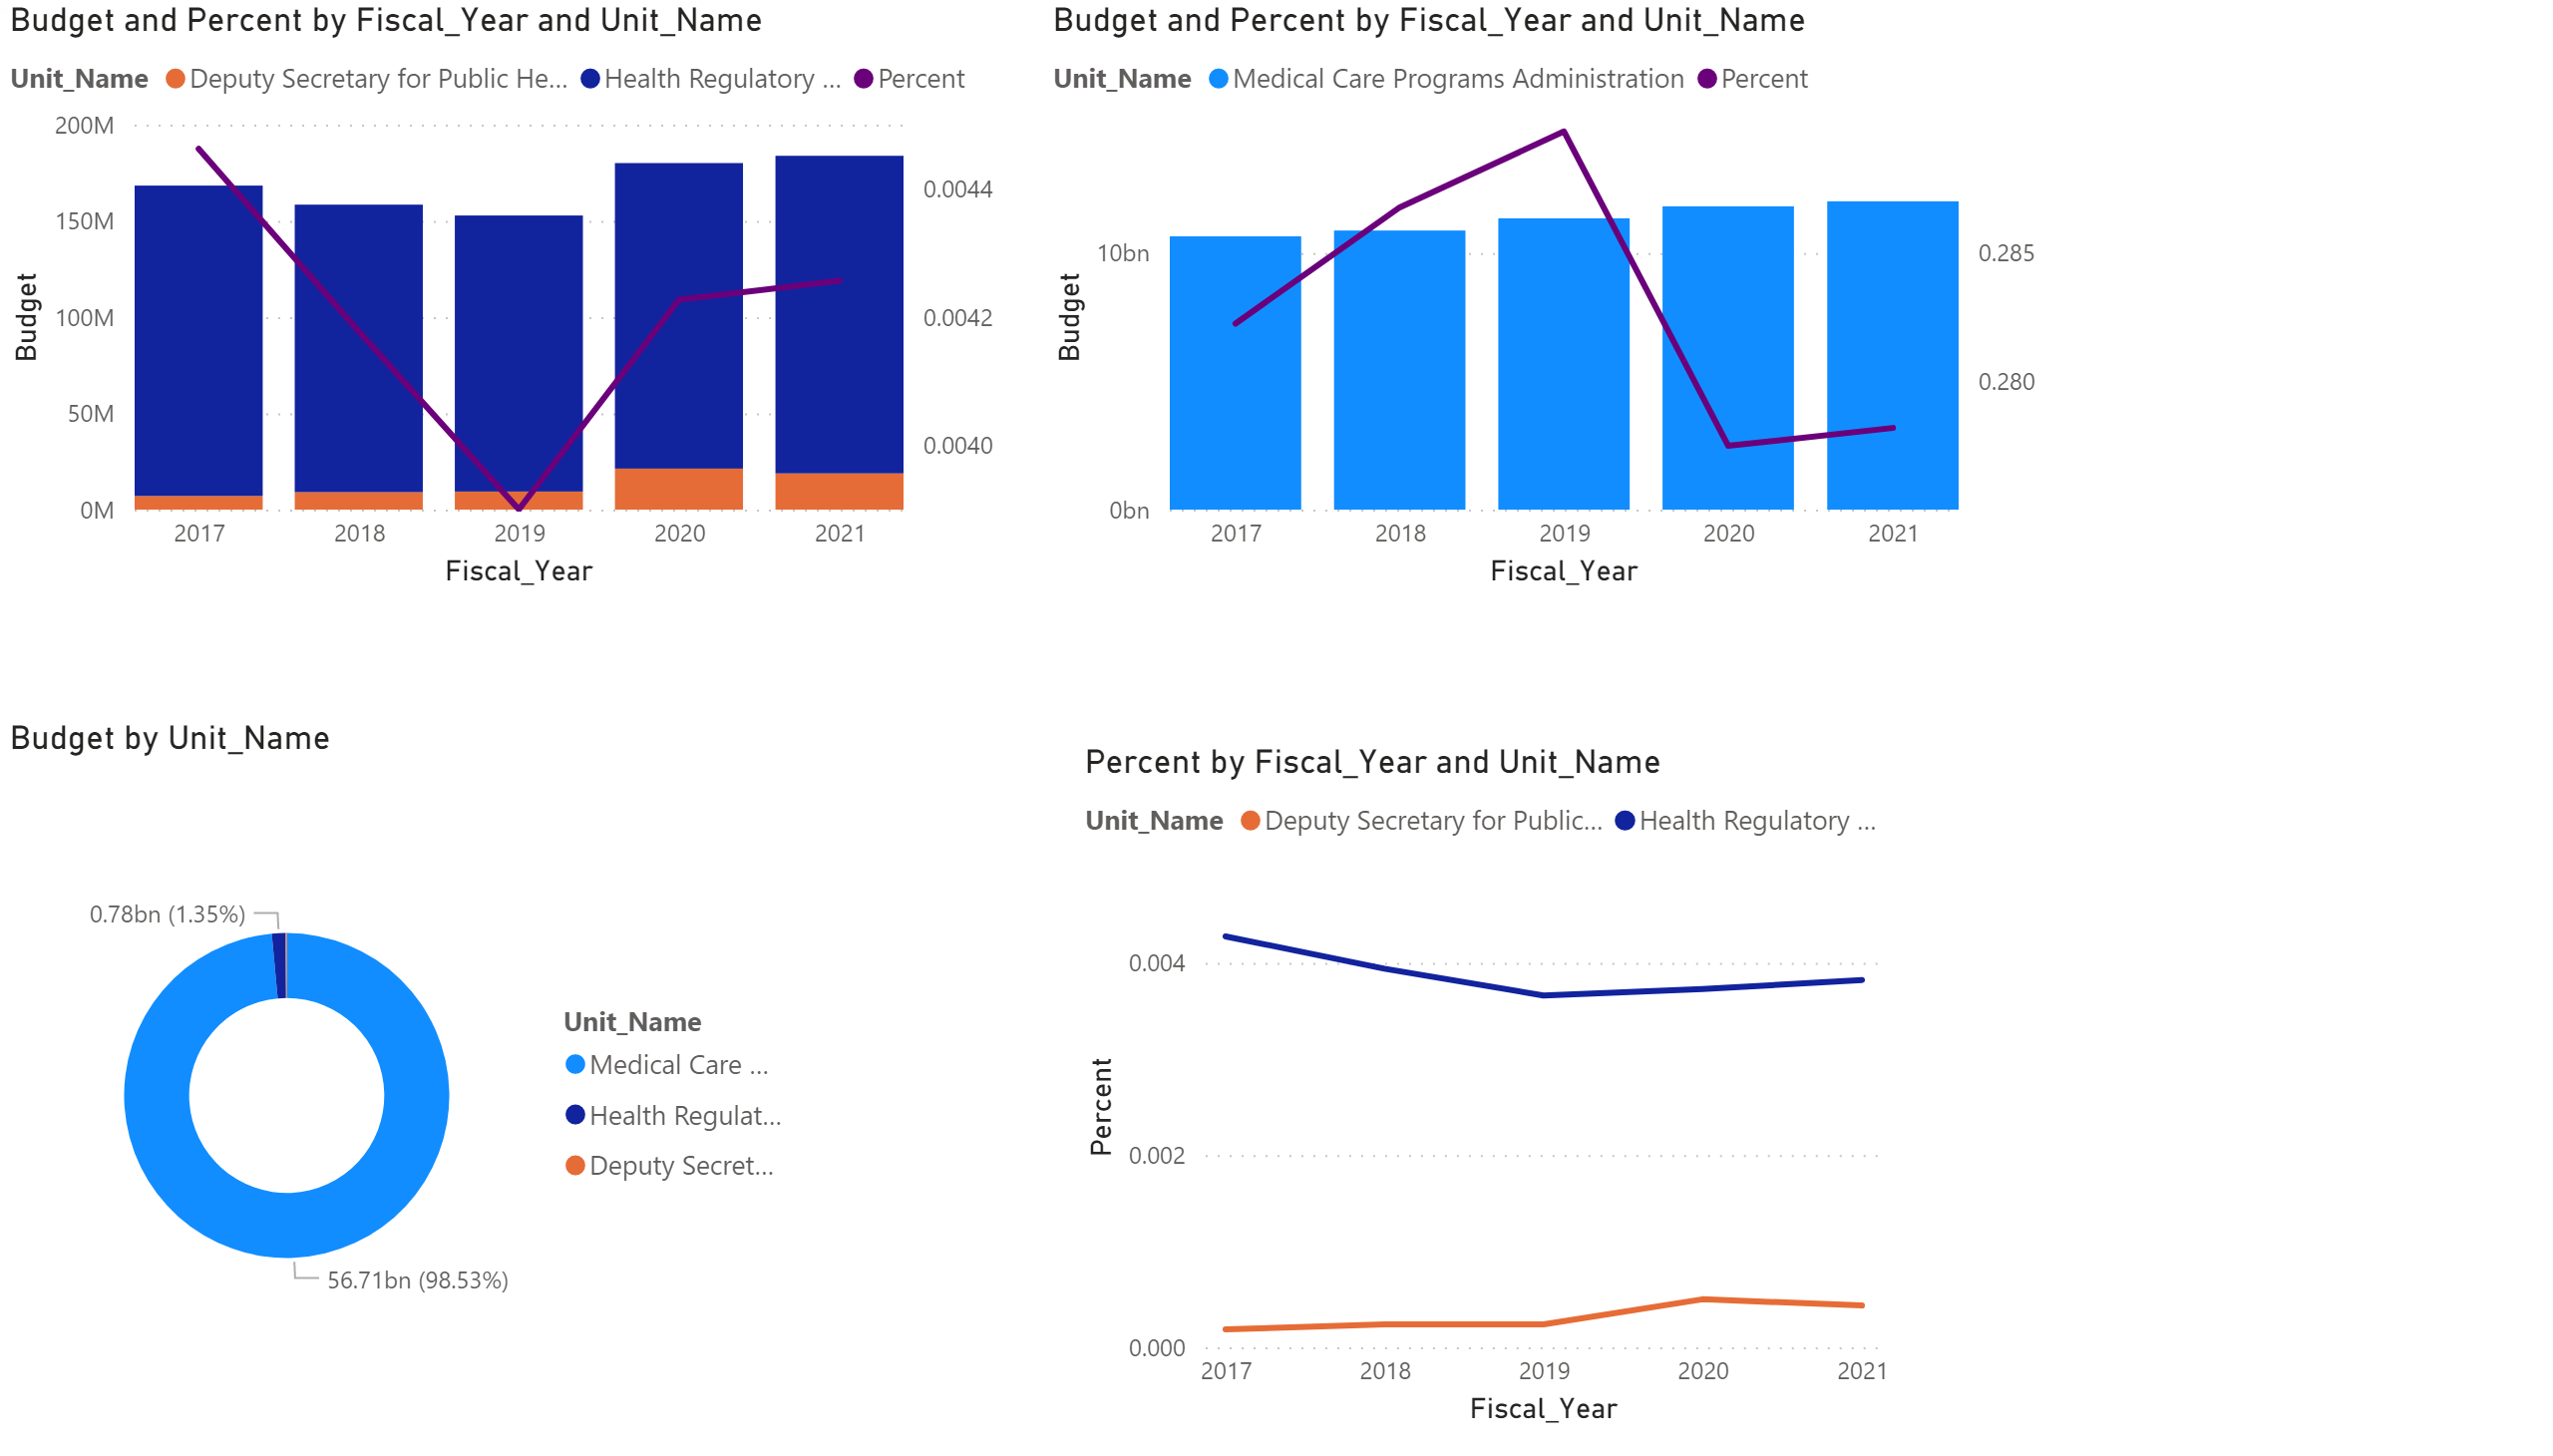 Budget and Percent by Fiscal_Year and Unit_Name
Unit_Name Deputy Secretary for Public He... Health Regulatory ... Percent
200M
150M
100M
50M
0M
Budget
0.0044
0.0042
0.0040
2017 2018 2019 2020 2021
Fiscal_Year
Budget and Percent by Fiscal_Year and Unit_Name
Unit_Name Medical Care Programs Administration Percent
10bn
0bn
Budget
0.285
0.280
2017 2018 2019 2020 2021
Fiscal_Year
Budget by Unit_Name
0.78bn (1.35%)
56.71bn (98.53%)
Unit_Name
Medical Care ...
Health Regulat...
Deputy Secret...
Percent by Fiscal_Year and Unit_Name
Unit_Name Deputy Secretary for Public... Health Regulatory ...
0.004
0.002
0.000
Percent
2017 2018 2019 2020 2021
Fiscal_Year